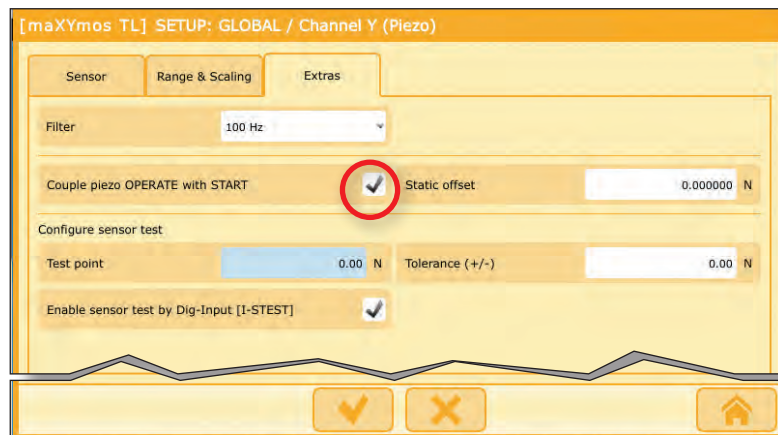 [maXYmos TL] SETUP: GLOBAL / Channel Y (Piezo)
Sensor Range & Scaling Extras
Filter 100 Hz
Couple piezo OPERATE with START Static offset 0.000000 N
Configure sensor test
Test point 0.00 N Tolerance (+/-) 0.00 N
Enable sensor test by Dig-Input [I-STEST]